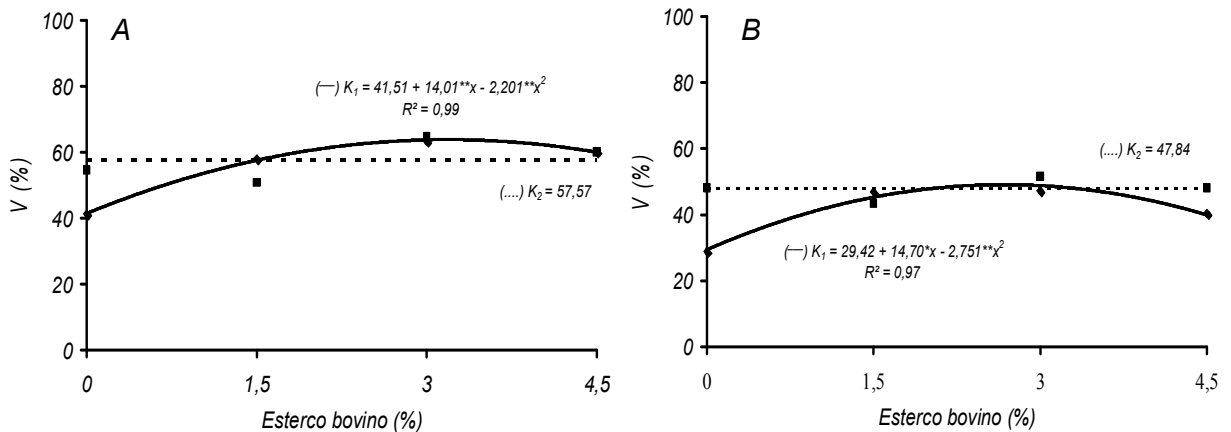 A
100
80
60
40
20
0
V (%)
(—) K₁ = 41,51 + 14,01**x - 2,201**x²
R² = 0,99
(....) K₂ = 57,57
0 1,5 3 4,5
Esterco bovino (%)
B
100
80
60
40
20
0
V (%)
(....) K₂ = 47,84
(—) K₁ = 29,42 + 14,70*x - 2,751**x²
R² = 0,97
0 1,5 3 4,5
Esterco bovino (%)